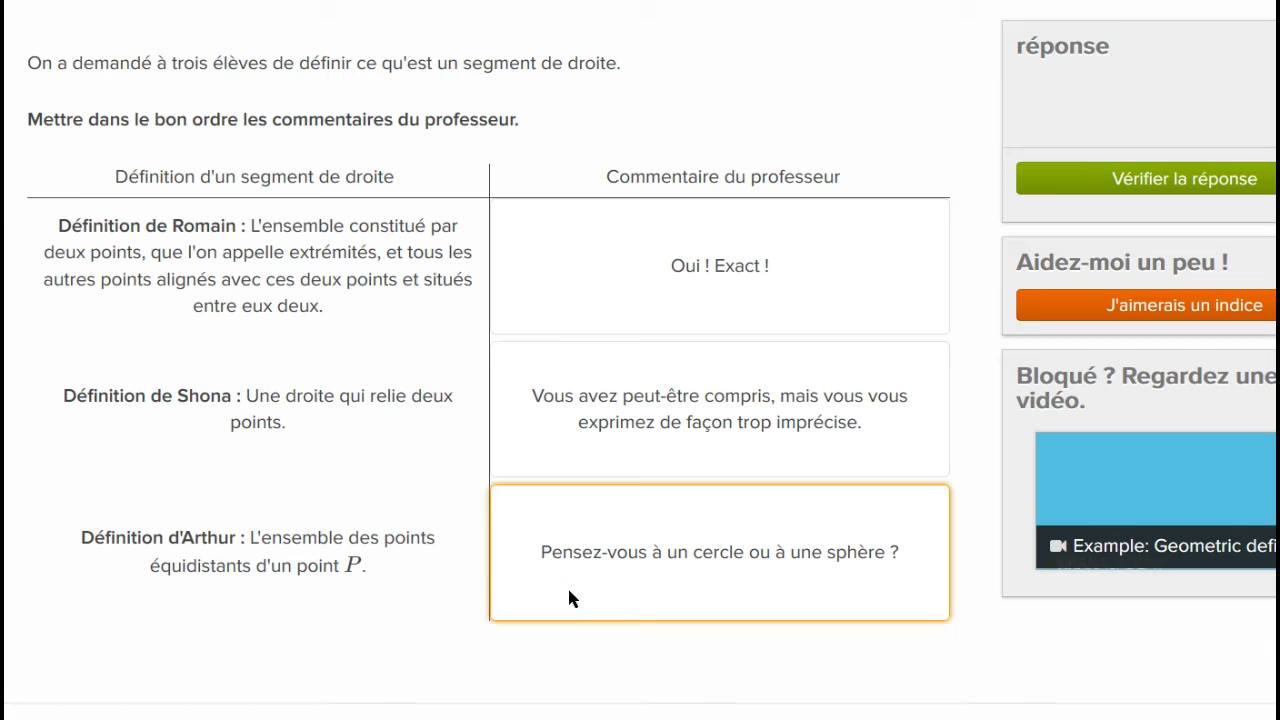 On a demandé à trois élèves de définir ce qu'est un segment de droite.
Mettre dans le bon ordre les commentaires du professeur.
Définition d'un segment de droite
Commentaire du professeur
Définition de Romain : L'ensemble constitué par
deux points, que l'on appelle extrémités, et tous les
autres points alignés avec ces deux points et situés
entre eux deux.
Oui ! Exact !
Définition de Shona : Une droite qui relie deux
points.
Vous avez peut-être compris, mais vous vous
exprimez de façon trop imprécise.
Définition d'Arthur : L'ensemble des points
équidistants d'un point P.
Pensez-vous à un cercle ou à une sphère ?
réponse
Vérifier la réponse
Aidez-moi un peu !
J'aimerais un indice
Bloqué ? Regardez une
vidéo.
Example: Geometric defi